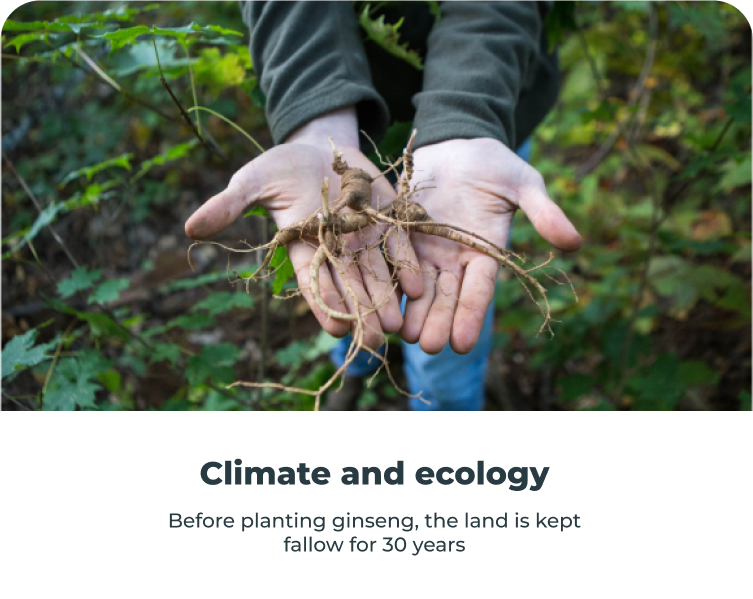 Climate and ecology
Before planting ginseng, the land is kept
fallow for 30 years